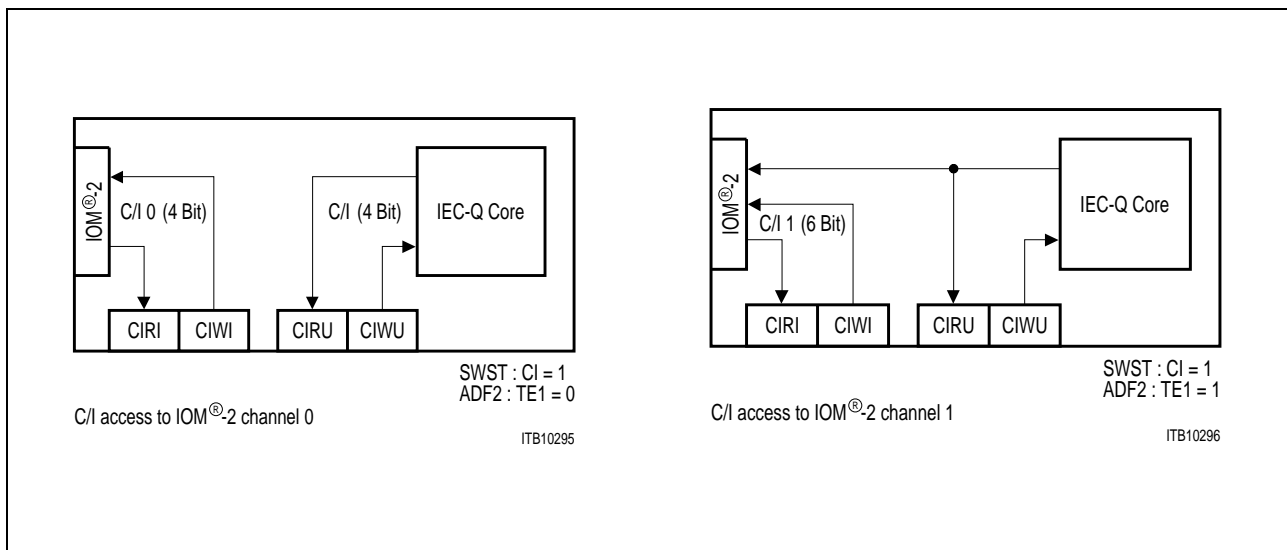 IOM®-2
C/I 0 (4 Bit)
C/I (4 Bit)
IEC-Q Core
CIRI
CIWI
CIRU
CIWU
SWST : CI = 1
ADF2 : TE1 = 0
C/I access to IOM®-2 channel 0
ITB10295
IOM®-2
C/I 1 (6 Bit)
IEC-Q Core
CIRI
CIWI
CIRU
CIWU
SWST : CI = 1
ADF2 : TE1 = 1
C/I access to IOM®-2 channel 1
ITB10296